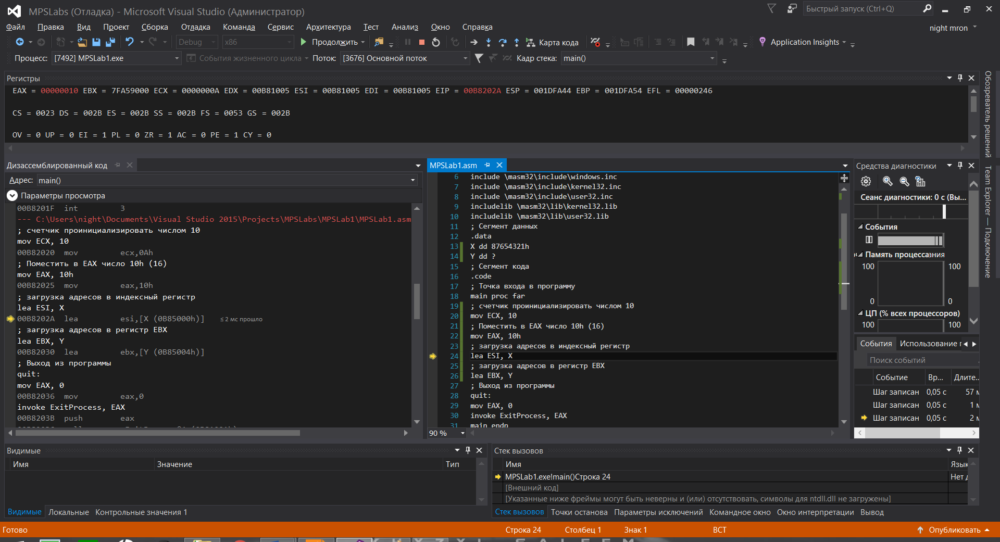 MPSLabs (Отладка) - Microsoft Visual Studio (Администратор)
Быстрый запуск (Ctrl+Q)
Файл Правка Вид Проект Сборка Отладка Команда Сервис Архитектура Тест Анализ Окно Справка
night mron
Debug x86 Продолжить Карта кода Application Insights
Процесс: [7492] MPSLab1.exe События жизненного цикла Поток: [3676] Основной поток Кадр стека: main()
Регистры
EAX = 00000010 EBX = 7FA59000 ECX = 0000000A EDX = 00B81005 ESI = 00B81005 EDI = 00B81005 EIP = 00B8202A ESP = 001DFA44 EBP = 001DFA54 EFL = 00000246
CS = 0023 DS = 002B ES = 002B SS = 002B FS = 0053 GS = 002B
OV = 0 UP = 0 EI = 1 PL = 0 ZR = 1 AC = 0 PE = 1 CY = 0
Обозреватель решений
Team Explorer — Подключение
Дизассемблированный код
Адрес: main()
Параметры просмотра
00B8201F int 3
--- C:\Users\night\Documents\Visual Studio 2015\Projects\MPSLabs\MPSLab1\MPSLab1.asm
; счетчик проинициализировать числом 10
mov ECX, 10
00B82020 mov ecx,0Ah
; Поместить в EAX число 10h (16)
mov EAX, 10h
00B82025 mov eax,10h
; загрузка адресов в индексный регистр
lea ESI, X
00B8202A lea esi,[X (0B85000h)] ≤ 2 мс прошло
; загрузка адресов в регистр EBX
lea EBX, Y
00B82030 lea ebx,[Y (0B85004h)]
; Выход из программы
quit:
mov EAX, 0
00B82036 mov eax,0
invoke ExitProcess, EAX
00B8203B push eax
MPSLab1.asm
6 include \masm32\include\windows.inc
7 include \masm32\include\kernel32.inc
8 include \masm32\include\user32.inc
9 includelib \masm32\lib\kernel32.lib
10 includelib \masm32\lib\user32.lib
11 ; Сегмент данных
12 .data
13 X dd 87654321h
14 Y dd ?
15 ; Сегмент кода
16 .code
17 ; Точка входа в программу
18 main proc far
19 ; счетчик проинициализировать числом 10
20 mov ECX, 10
21 ; Поместить в EAX число 10h (16)
22 mov EAX, 10h
23 ; загрузка адресов в индексный регистр
24 lea ESI, X
25 ; загрузка адресов в регистр EBX
26 lea EBX, Y
27 ; Выход из программы
28 quit:
29 mov EAX, 0
30 invoke ExitProcess, EAX
31 main endp
90 %
Средства диагностики
Сеанс диагностики: 0 с (Вы...
События
Память процесса
100 100
0 0
ЦП (% всех процессоров)
100 100
События Использование
Поиск событий
Событие Вр... Длите...
Шаг записан 0,05 с 57
Шаг записан 0,05 с 1
Шаг записан 0,05 с 2
Видимые
Имя Значение Тип
Видимые Локальные Контрольные значения 1
Стек вызовов
Имя Язык
MPSLab1.exe!main()Строка 24 Нет
[Внешний код]
[Указанные ниже фреймы могут быть неверны и (или) отсутствовать, символы для ntdll.dll не загружены]
Стек вызовов Точки останова Параметры исключений Командное окно Окно интерпретации Вывод
Готово Строка 24 Столбец 1 Знак 1 ВСТ Опубликовать